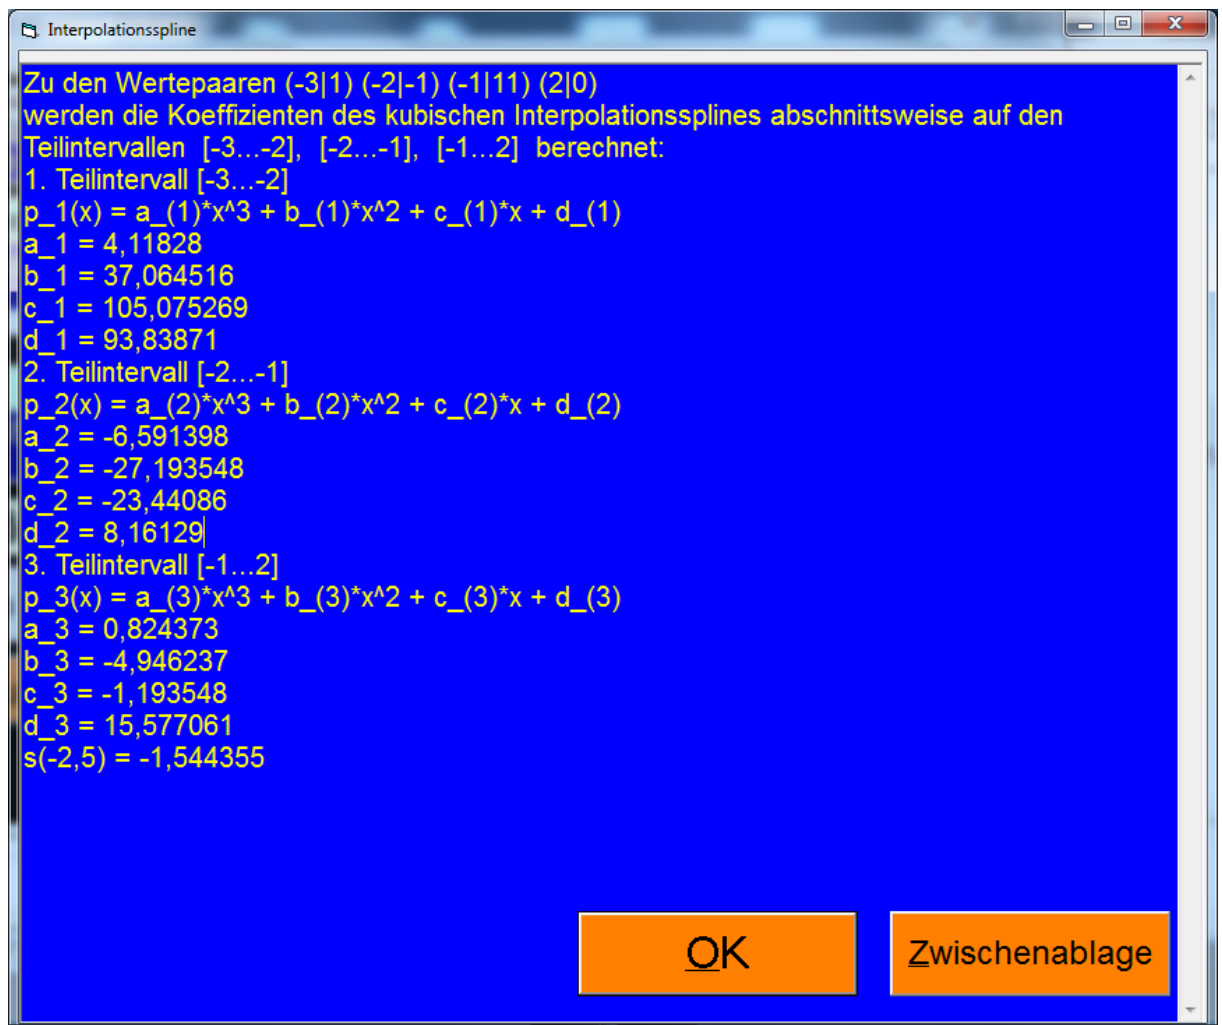 Interpolationsspline
Zu den Wertepaaren (-3|1) (-2|-1) (-1|11) (2|0)
werden die Koeffizienten des kubischen Interpolationssplines abschnittsweise auf den
Teilintervallen  [-3...-2],  [-2...-1],  [-1...2]  berechnet:
1. Teilintervall [-3...-2]
p_1(x) = a_(1)*x^3 + b_(1)*x^2 + c_(1)*x + d_(1)
a_1 = 4,11828
b_1 = 37,064516
c_1 = 105,075269
d_1 = 93,83871
2. Teilintervall [-2...-1]
p_2(x) = a_(2)*x^3 + b_(2)*x^2 + c_(2)*x + d_(2)
a_2 = -6,591398
b_2 = -27,193548
c_2 = -23,44086
d_2 = 8,16129
3. Teilintervall [-1...2]
p_3(x) = a_(3)*x^3 + b_(3)*x^2 + c_(3)*x + d_(3)
a_3 = 0,824373
b_3 = -4,946237
c_3 = -1,193548
d_3 = 15,577061
s(-2,5) = -1,544355
OK
Zwischenablage